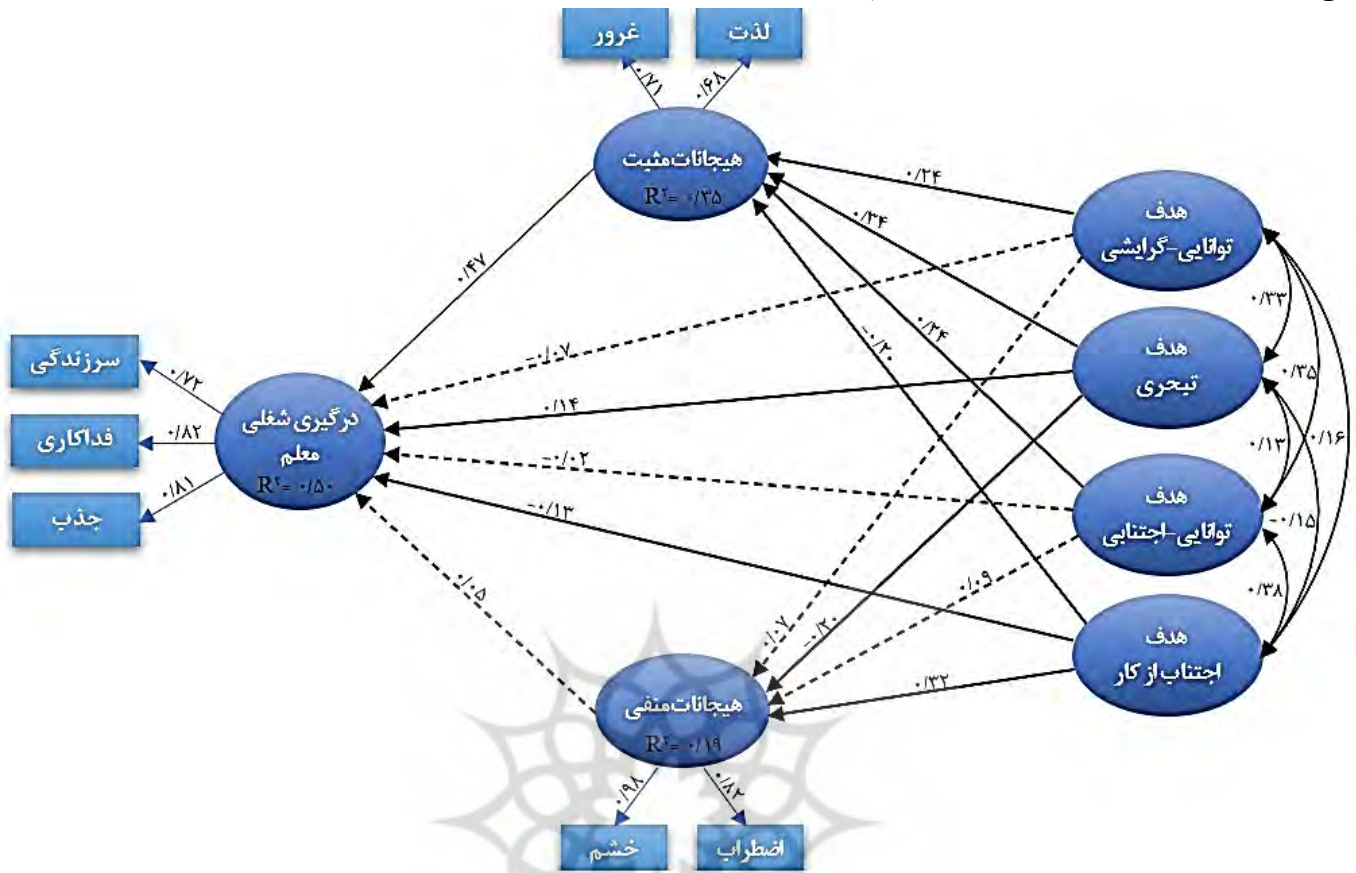 لذت
غرور
۰/۶۸
۰/۷۱
هیجانات مثبت
R۲= ۰/۳۵
هدف
توانایی-گرایشی
۰/۲۴
۰/۳۴
۰/۲۴
-۰/۲۰
۰/۳۳
۰/۳۵
۰/۱۶
هدف
تبحری
۰/۴۷
-۰/۰۷
سرزندگی
۰/۷۲
درگیری شغلی
معلم
R۲= ۰/۵۰
فداکاری
۰/۸۲
جذب
۰/۸۱
۰/۱۴
-۰/۰۲
-۰/۱۳
۰/۰۵
۰/۱۳
-۰/۱۵
هدف
توانایی-اجتنابی
۰/۳۸
۰/۰۹
۰/۰۷
-۰/۲۰
۰/۳۲
هدف
اجتناب از کار
هیجانات منفی
R۲= ۰/۱۹
۰/۸۲
۰/۹۸
اضطراب
خشم